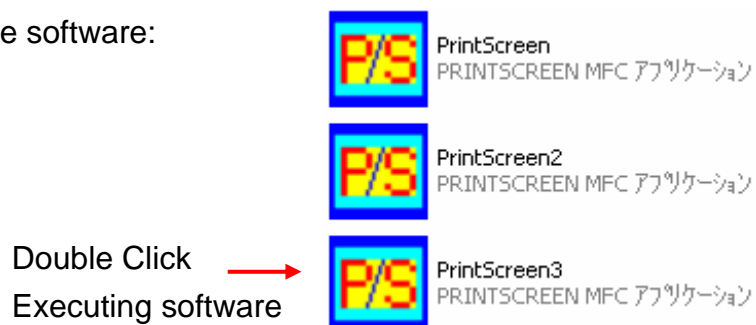 e software:
P/S
PrintScreen
PRINTSCREEN MFC アプリケーション
P/S
PrintScreen2
PRINTSCREEN MFC アプリケーション
Double Click
Executing software
P/S
PrintScreen3
PRINTSCREEN MFC アプリケーション